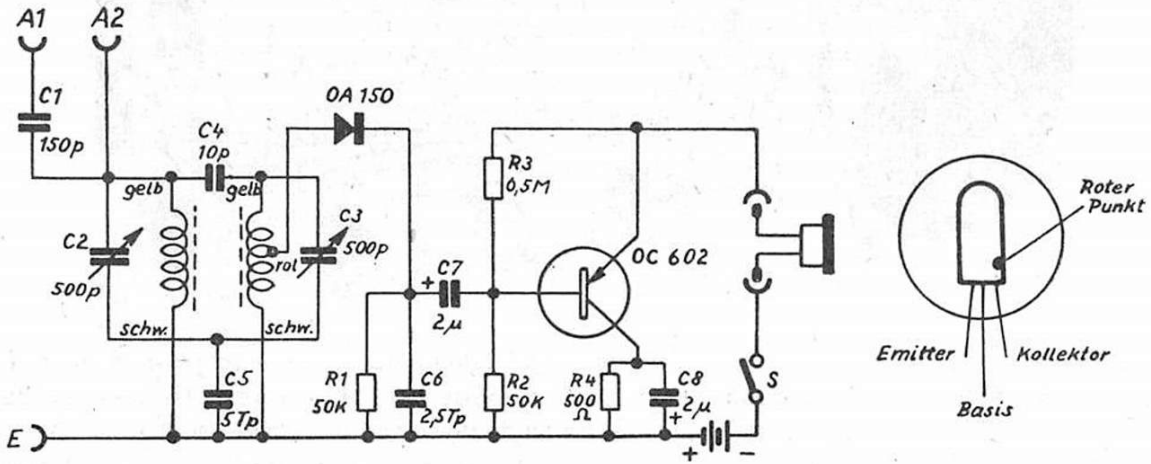 A1
A2
C1
150p
C4
10p
gelb
gelb
OA 150
C2
500p
rot
C3
500p
schw.
schw.
C5
5Tp
R1
50K
C6
2,5Tp
+
C7
2µ
R3
0,5M
R2
50K
OC 602
R4
500
Ω
C8
2µ
+
S
E
+
-
Roter
Punkt
Emitter
Kollektor
Basis